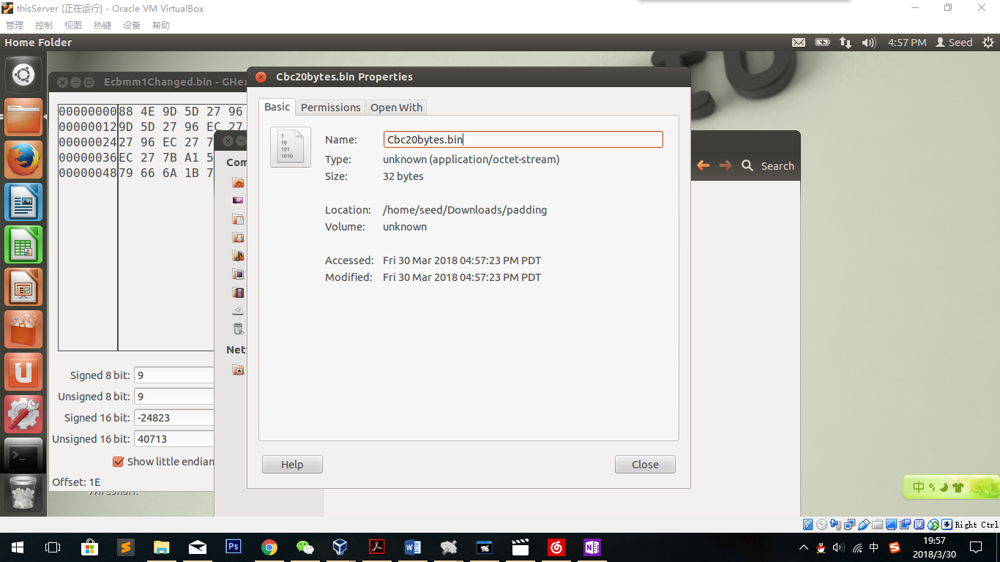 thisServer [正在运行] - Oracle VM VirtualBox
管理 控制 视图 热键 设备 帮助
Home Folder 4:57 PM Seed
Ecbmm1Changed.bin - GHex
00000000 88 4E 9D 5D 27 96
00000012 9D 5D 27 96 EC 27
00000024 27 96 EC 27 7
00000036 EC 27 7B A1 5
00000048 79 66 6A 1B 7
Signed 8 bit: 9
Unsigned 8 bit: 9
Signed 16 bit: -24823
Unsigned 16 bit: 40713
Show little endian
Offset: 1E
Com
Net
Search
Cbc20bytes.bin Properties
Basic Permissions Open With
1
10
101
1010
Name: Cbc20bytes.bin
Type: unknown (application/octet-stream)
Size: 32 bytes
Location: /home/seed/Downloads/padding
Volume: unknown
Accessed: Fri 30 Mar 2018 04:57:23 PM PDT
Modified: Fri 30 Mar 2018 04:57:23 PM PDT
Help Close
中
Right Ctrl
Ps
中
19:57
2018/3/30